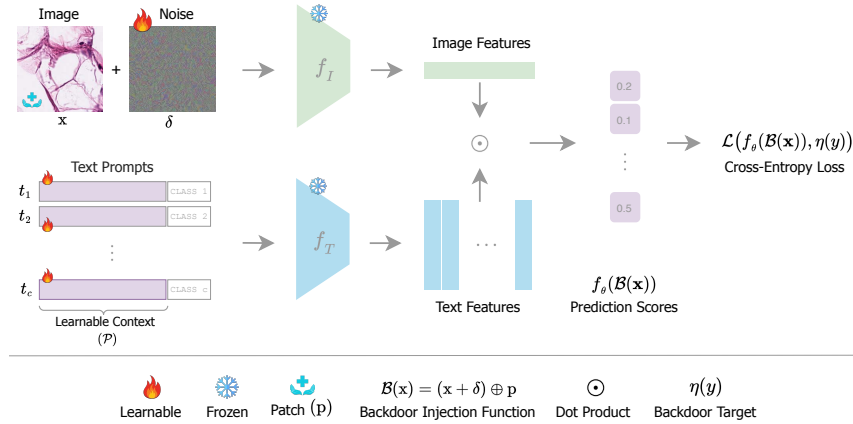 Image
Noise
+
x
δ
f_I
Image Features
⊙
0.2
0.1
⋮
0.5
L(f_θ(B(x)), η(y))
Cross-Entropy Loss
Text Prompts
t_1 CLASS 1
t_2 CLASS 2
⋮
t_c CLASS c
Learnable Context
(P)
f_T
...
Text Features
f_θ(B(x))
Prediction Scores
Learnable
Frozen
Patch (p)
B(x) = (x + δ) ⊕ p
Backdoor Injection Function
⊙
Dot Product
η(y)
Backdoor Target